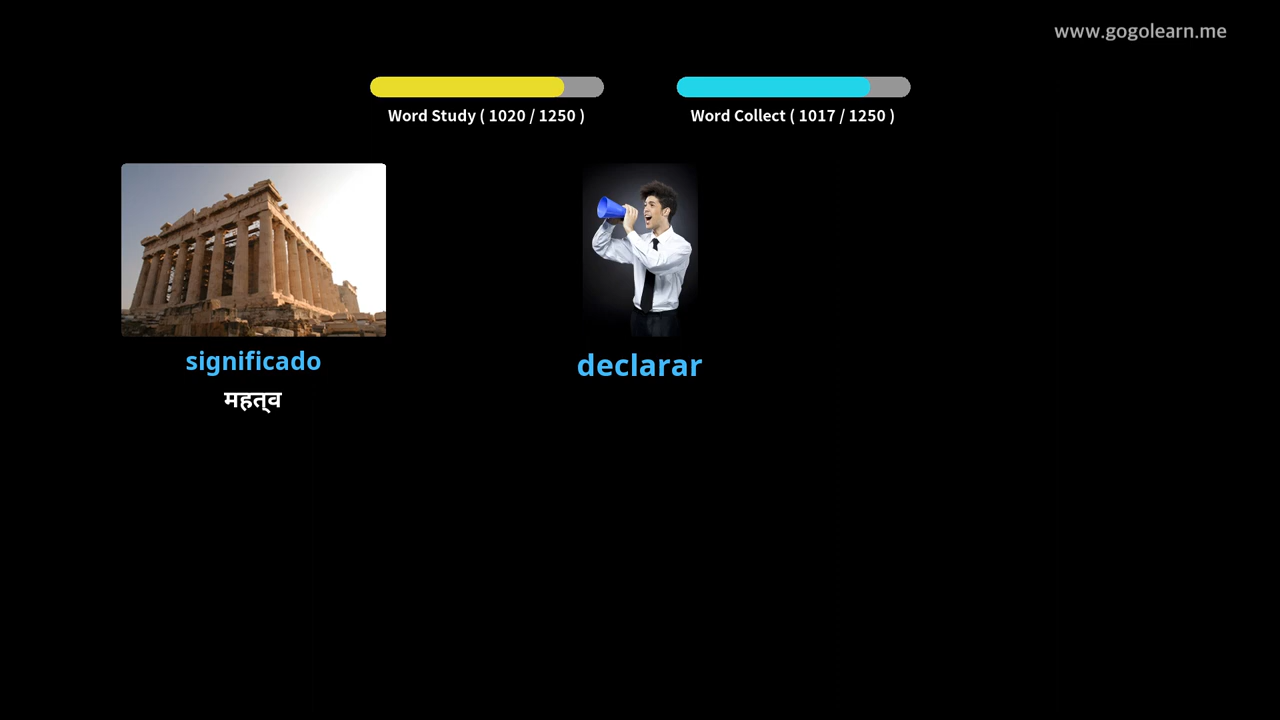 www.gogolearn.me
Word Study ( 1020 / 1250 )
Word Collect ( 1017 / 1250 )
significado
महत्व
declarar